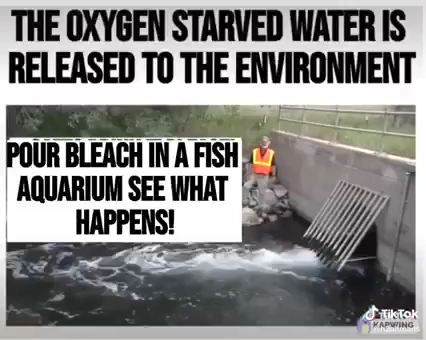 THE OXYGEN STARVED WATER IS
RELEASED TO THE ENVIRONMENT
POUR BLEACH IN A FISH
AQUARIUM SEE WHAT
HAPPENS!
TikTok
KAPWING